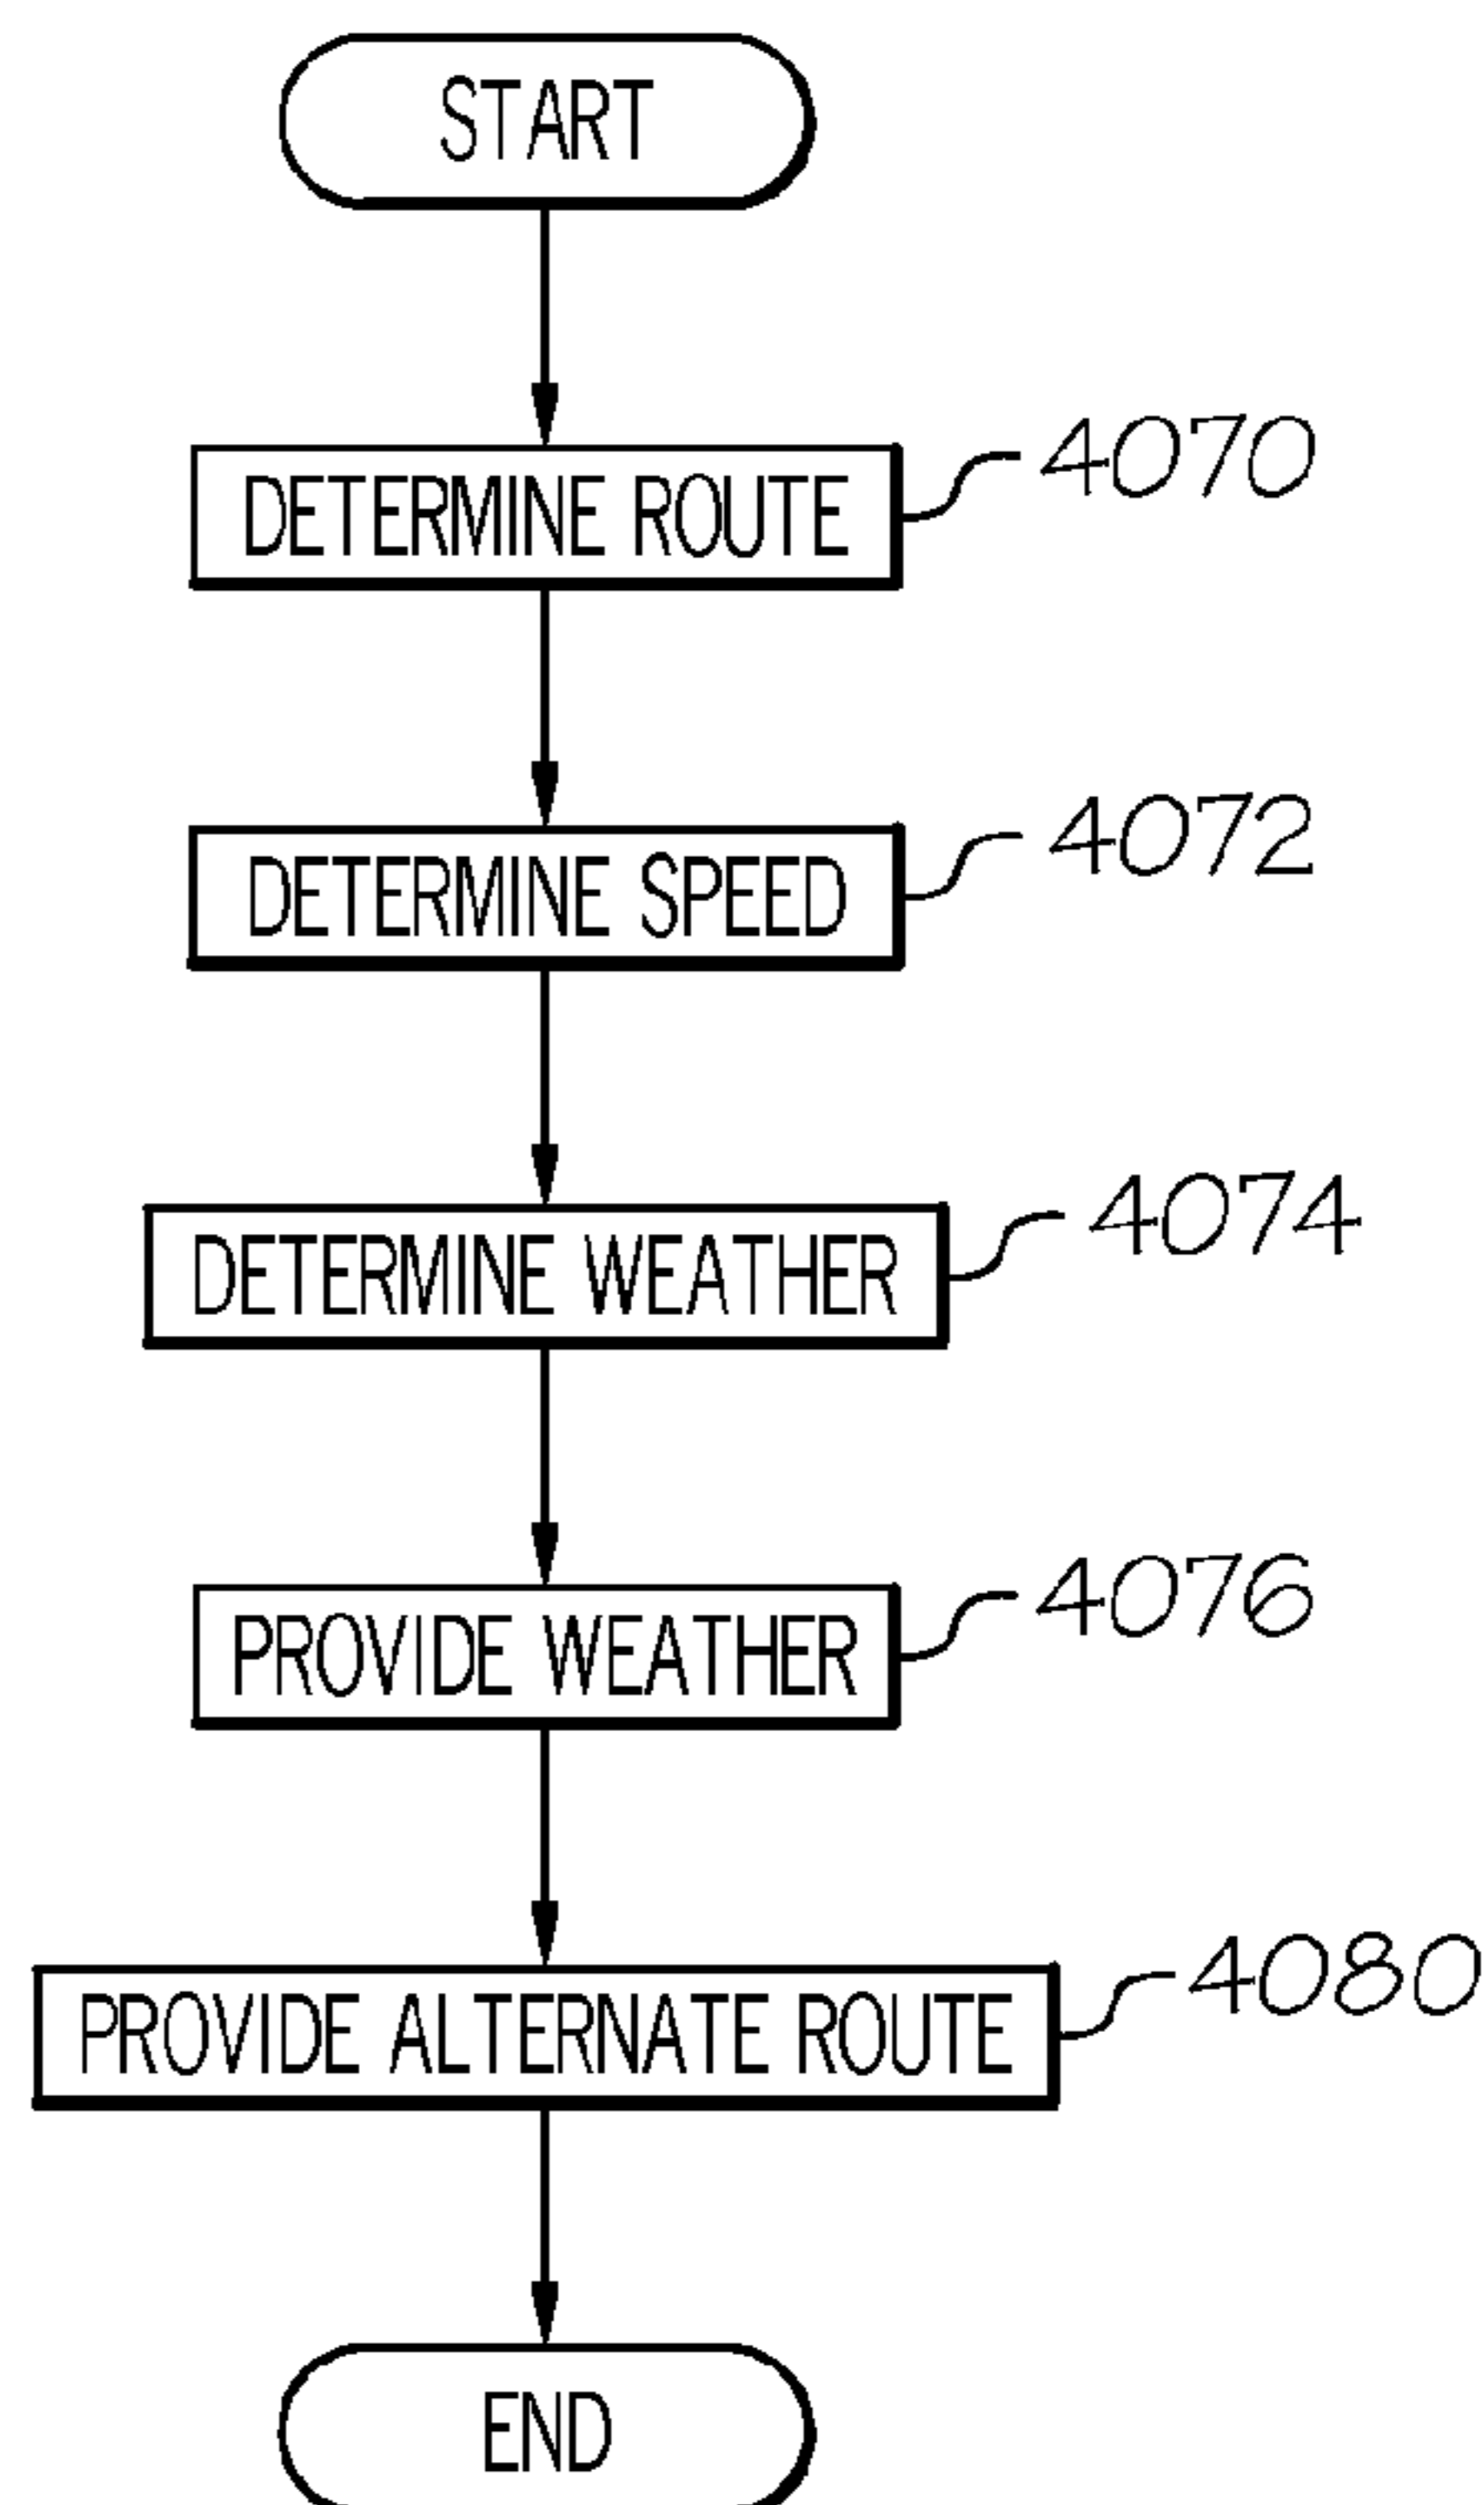 START
DETERMINE ROUTE
4070
DETERMINE SPEED
4072
DETERMINE WEATHER
4074
PROVIDE WEATHER
4076
PROVIDE ALTERNATE ROUTE
4080
END